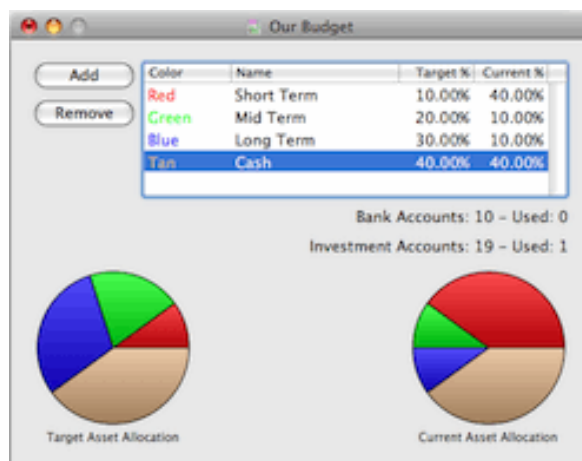 Our Budget
Add
Remove
Color Name Target % Current %
Red Short Term 10.00% 40.00%
Green Mid Term 20.00% 10.00%
Blue Long Term 30.00% 10.00%
Tan Cash 40.00% 40.00%
Bank Accounts: 10 – Used: 0
Investment Accounts: 19 – Used: 1
Target Asset Allocation
Current Asset Allocation